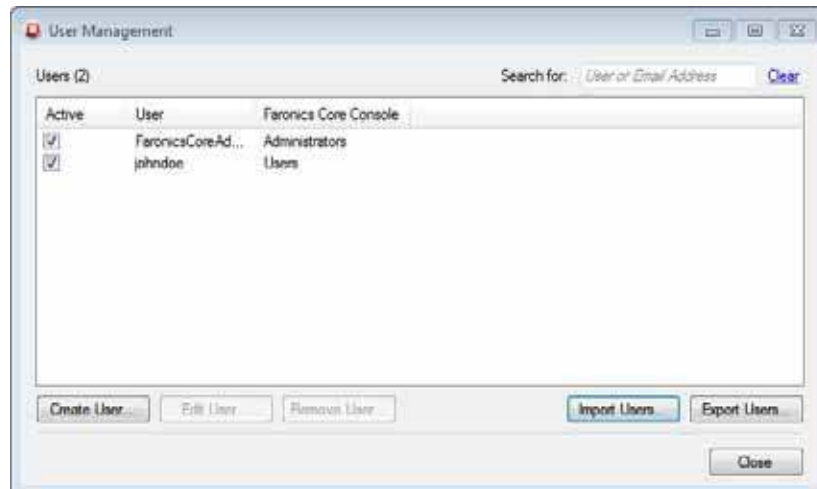 User Management
Users (2) Search for: User or Email Address Clear
Active User Faronics Core Console
FaronicsCoreAd... Administrators
johndoe Users
Create User... Edit User Remove User Import Users... Export Users...
Close